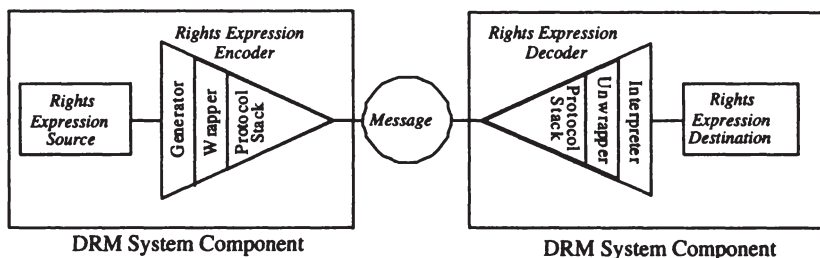 Rights Expression
Encoder
Rights
Expression
Source
Generator
Wrapper
Protocol
Stack
Message
Rights Expression
Decoder
Protocol
Stack
Unwrapper
Interpreter
Rights
Expression
Destination
DRM System Component
DRM System Component